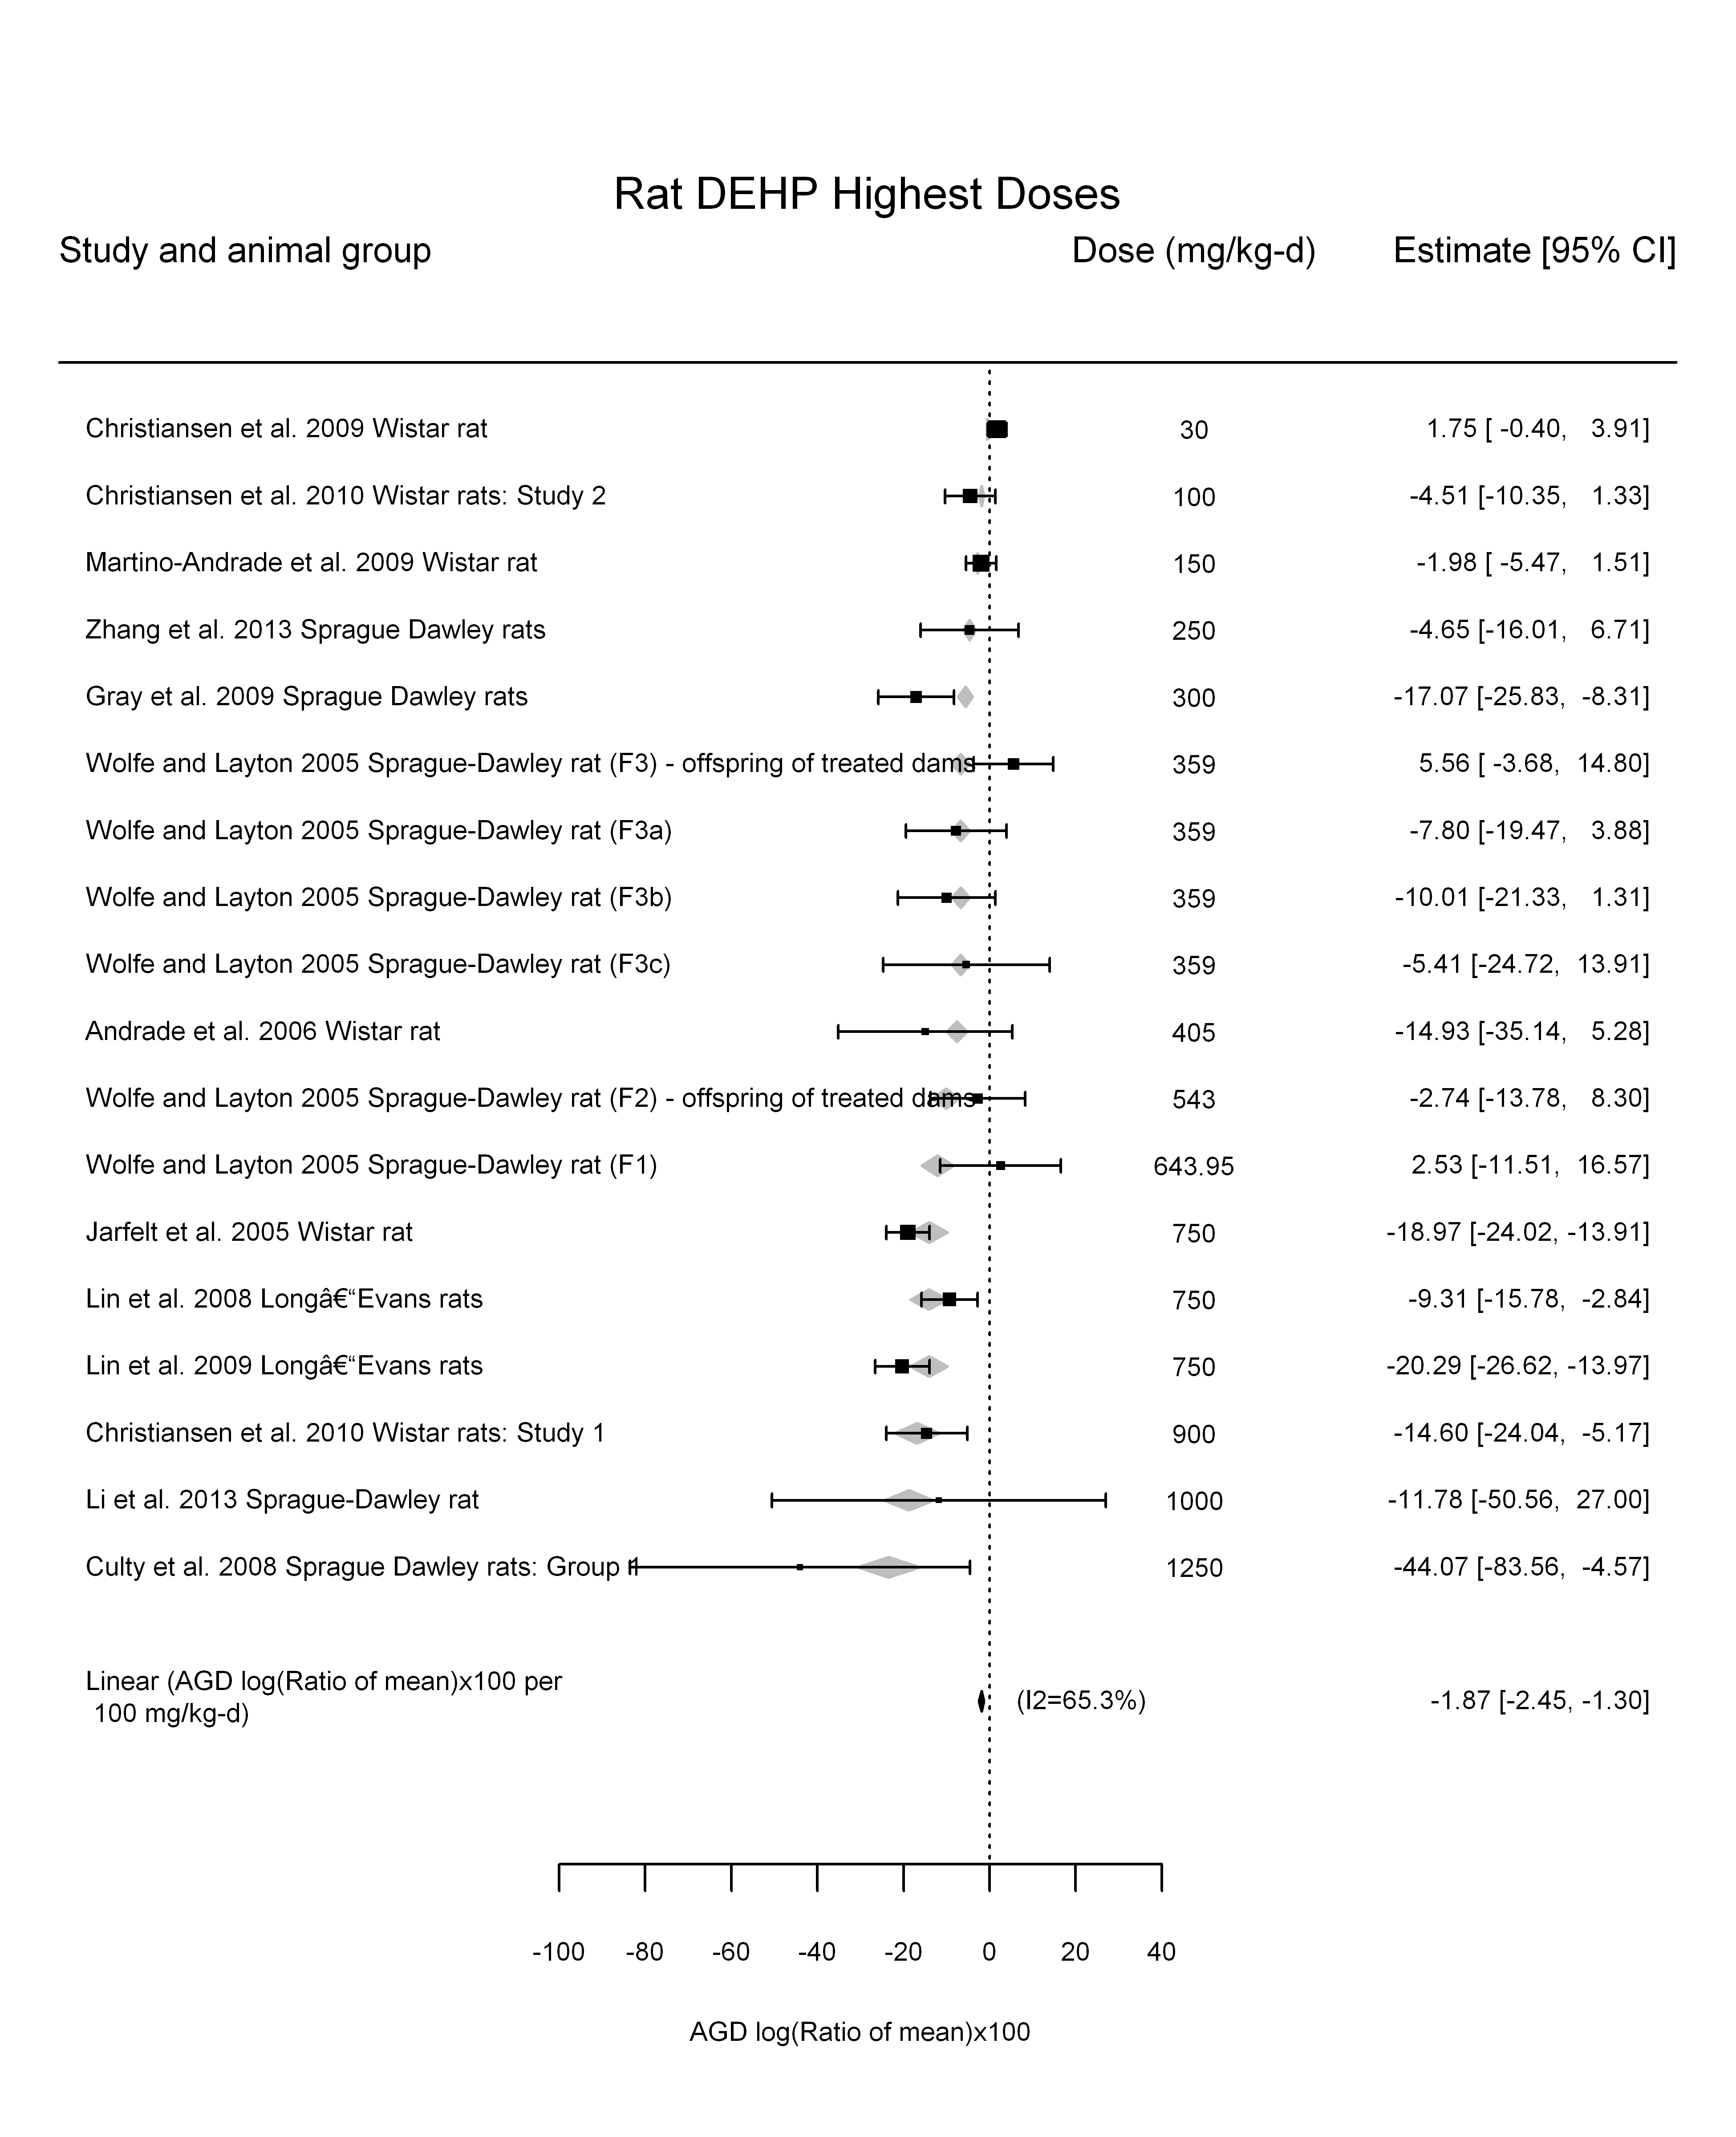 Rat DEHP Highest Doses
Study and animal group Dose (mg/kg-d) Estimate [95% CI]
Christiansen et al. 2009 Wistar rat 30 1.75 [ -0.40, 3.91]
Christiansen et al. 2010 Wistar rats: Study 2 100 -4.51 [-10.35, 1.33]
Martino-Andrade et al. 2009 Wistar rat 150 -1.98 [ -5.47, 1.51]
Zhang et al. 2013 Sprague Dawley rats 250 -4.65 [-16.01, 6.71]
Gray et al. 2009 Sprague Dawley rats 300 -17.07 [-25.83, -8.31]
Wolfe and Layton 2005 Sprague-Dawley rat (F3) - offspring of treated dams 359 5.56 [ -3.68, 14.80]
Wolfe and Layton 2005 Sprague-Dawley rat (F3a) 359 -7.80 [-19.47, 3.88]
Wolfe and Layton 2005 Sprague-Dawley rat (F3b) 359 -10.01 [-21.33, 1.31]
Wolfe and Layton 2005 Sprague-Dawley rat (F3c) 359 -5.41 [-24.72, 13.91]
Andrade et al. 2006 Wistar rat 405 -14.93 [-35.14, 5.28]
Wolfe and Layton 2005 Sprague-Dawley rat (F2) - offspring of treated dams 543 -2.74 [-13.78, 8.30]
Wolfe and Layton 2005 Sprague-Dawley rat (F1) 643.95 2.53 [-11.51, 16.57]
Jarfelt et al. 2005 Wistar rat 750 -18.97 [-24.02, -13.91]
Lin et al. 2008 Longâ€“Evans rats 750 -9.31 [-15.78, -2.84]
Lin et al. 2009 Longâ€“Evans rats 750 -20.29 [-26.62, -13.97]
Christiansen et al. 2010 Wistar rats: Study 1 900 -14.60 [-24.04, -5.17]
Li et al. 2013 Sprague-Dawley rat 1000 -11.78 [-50.56, 27.00]
Culty et al. 2008 Sprague Dawley rats: Group 1 1250 -44.07 [-83.56, -4.57]
Linear (AGD log(Ratio of mean)x100 per
100 mg/kg-d) (I2=65.3%) -1.87 [-2.45, -1.30]
-100 -80 -60 -40 -20 0 20 40
AGD log(Ratio of mean)x100